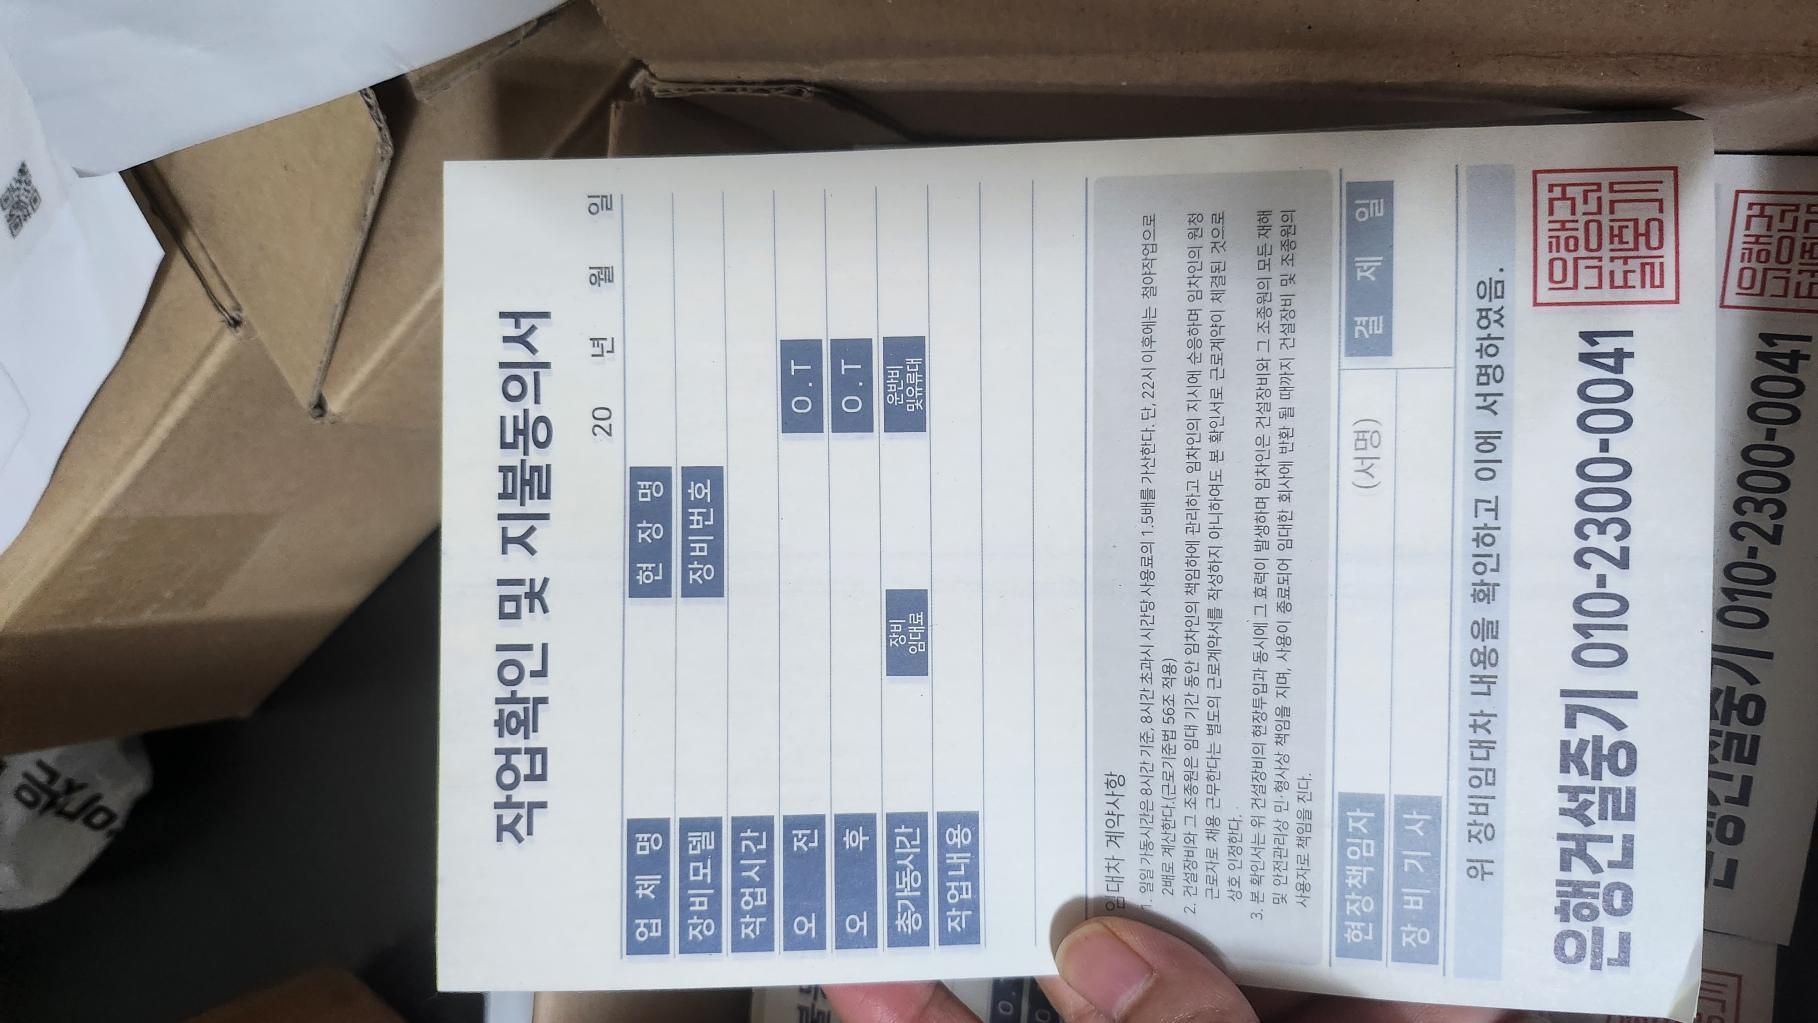 작업확인 및 지불동의서
20 년 월 일
업 체 명 현 장 명
장비모델 장비번호
작업시간
오 전 O.T
오 후 O.T
총가동시간 장비 임대료 운반비 및유류대
작업내용
임대차 계약사항
1. 일일 가동시간은 8시간 기준, 8시간 초과시 시간당 사용료의 1.5배를 가산한다. 단, 22시 이후에는 철야작업으로
2배로 계산한다.(근로기준법 56조 적용)
2. 건설장비와 그 조종원은 임대 기간 동안 임차인의 책임하에 관리하고 임차인의 지시에 순응하며 임차인의 원정
근로자로 채용 근무한다는 별도의 근로계약서를 작성하지 아니하여도 본 확인서로 근로계약이 체결된 것으로
상호 인정한다.
3. 본 확인서는 위 건설장비의 현장투입과 동시에 그 효력이 발생하며 임차인은 건설장비와 그 조종원의 모든 재해
및 안전관리상 민·형사상 책임을 지며, 사용이 종료되어 임대한 회사에 반환 될 때까지 건설장비 및 조종원의
사용자로 책임을 진다.
현장책임자 (서명) 결 제 일
장 비 기 사
위 장비임대차 내용을 확인하고 이에 서명하였음.
은행건설중기 010-2300-0041
은행건설중기
은행건설중기 010-2300-0041